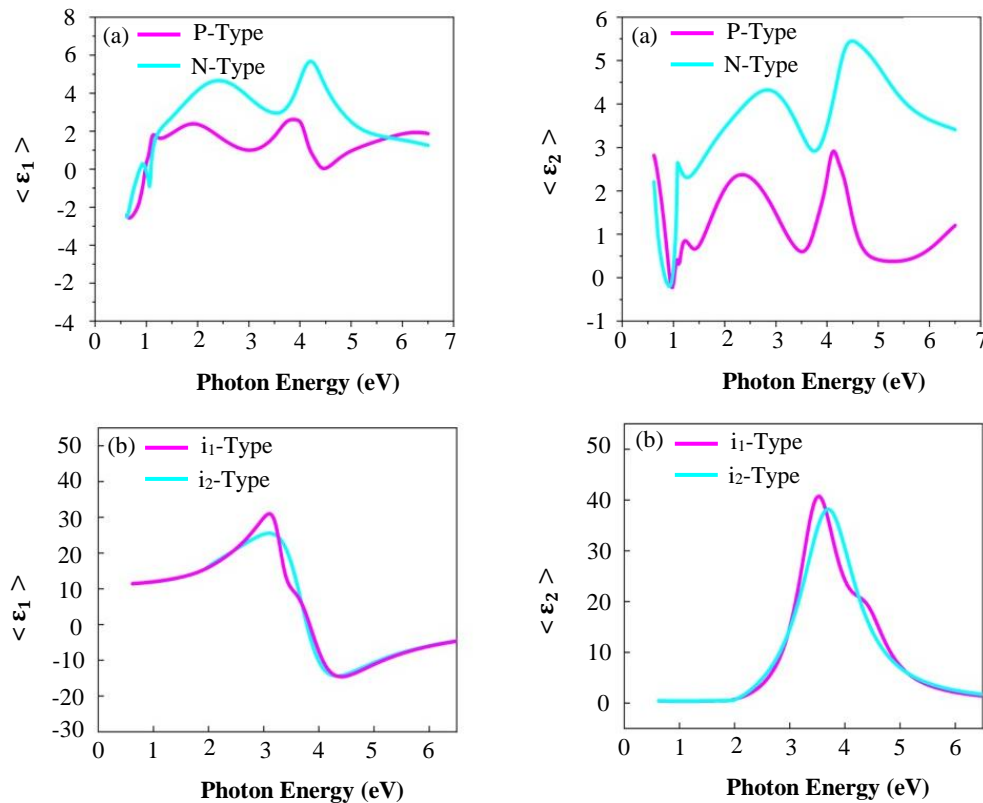 (a)
P-Type
N-Type
8
6
4
2
0
-2
-4
-2
-4
< ε₁ >
0 1 2 3 4 5 6 7
Photon Energy (eV)
(a)
P-Type
N-Type
6
5
4
3
2
1
0
-1
< ε₂ >
0 1 2 3 4 5 6 7
Photon Energy (eV)
(b)
i₁-Type
i₂-Type
50
40
30
20
10
0
-10
-20
-30
< ε₁ >
0 1 2 3 4 5 6
Photon Energy (eV)
(b)
i₁-Type
i₂-Type
50
40
30
20
10
0
< ε₂ >
0 1 2 3 4 5 6
Photon Energy (eV)